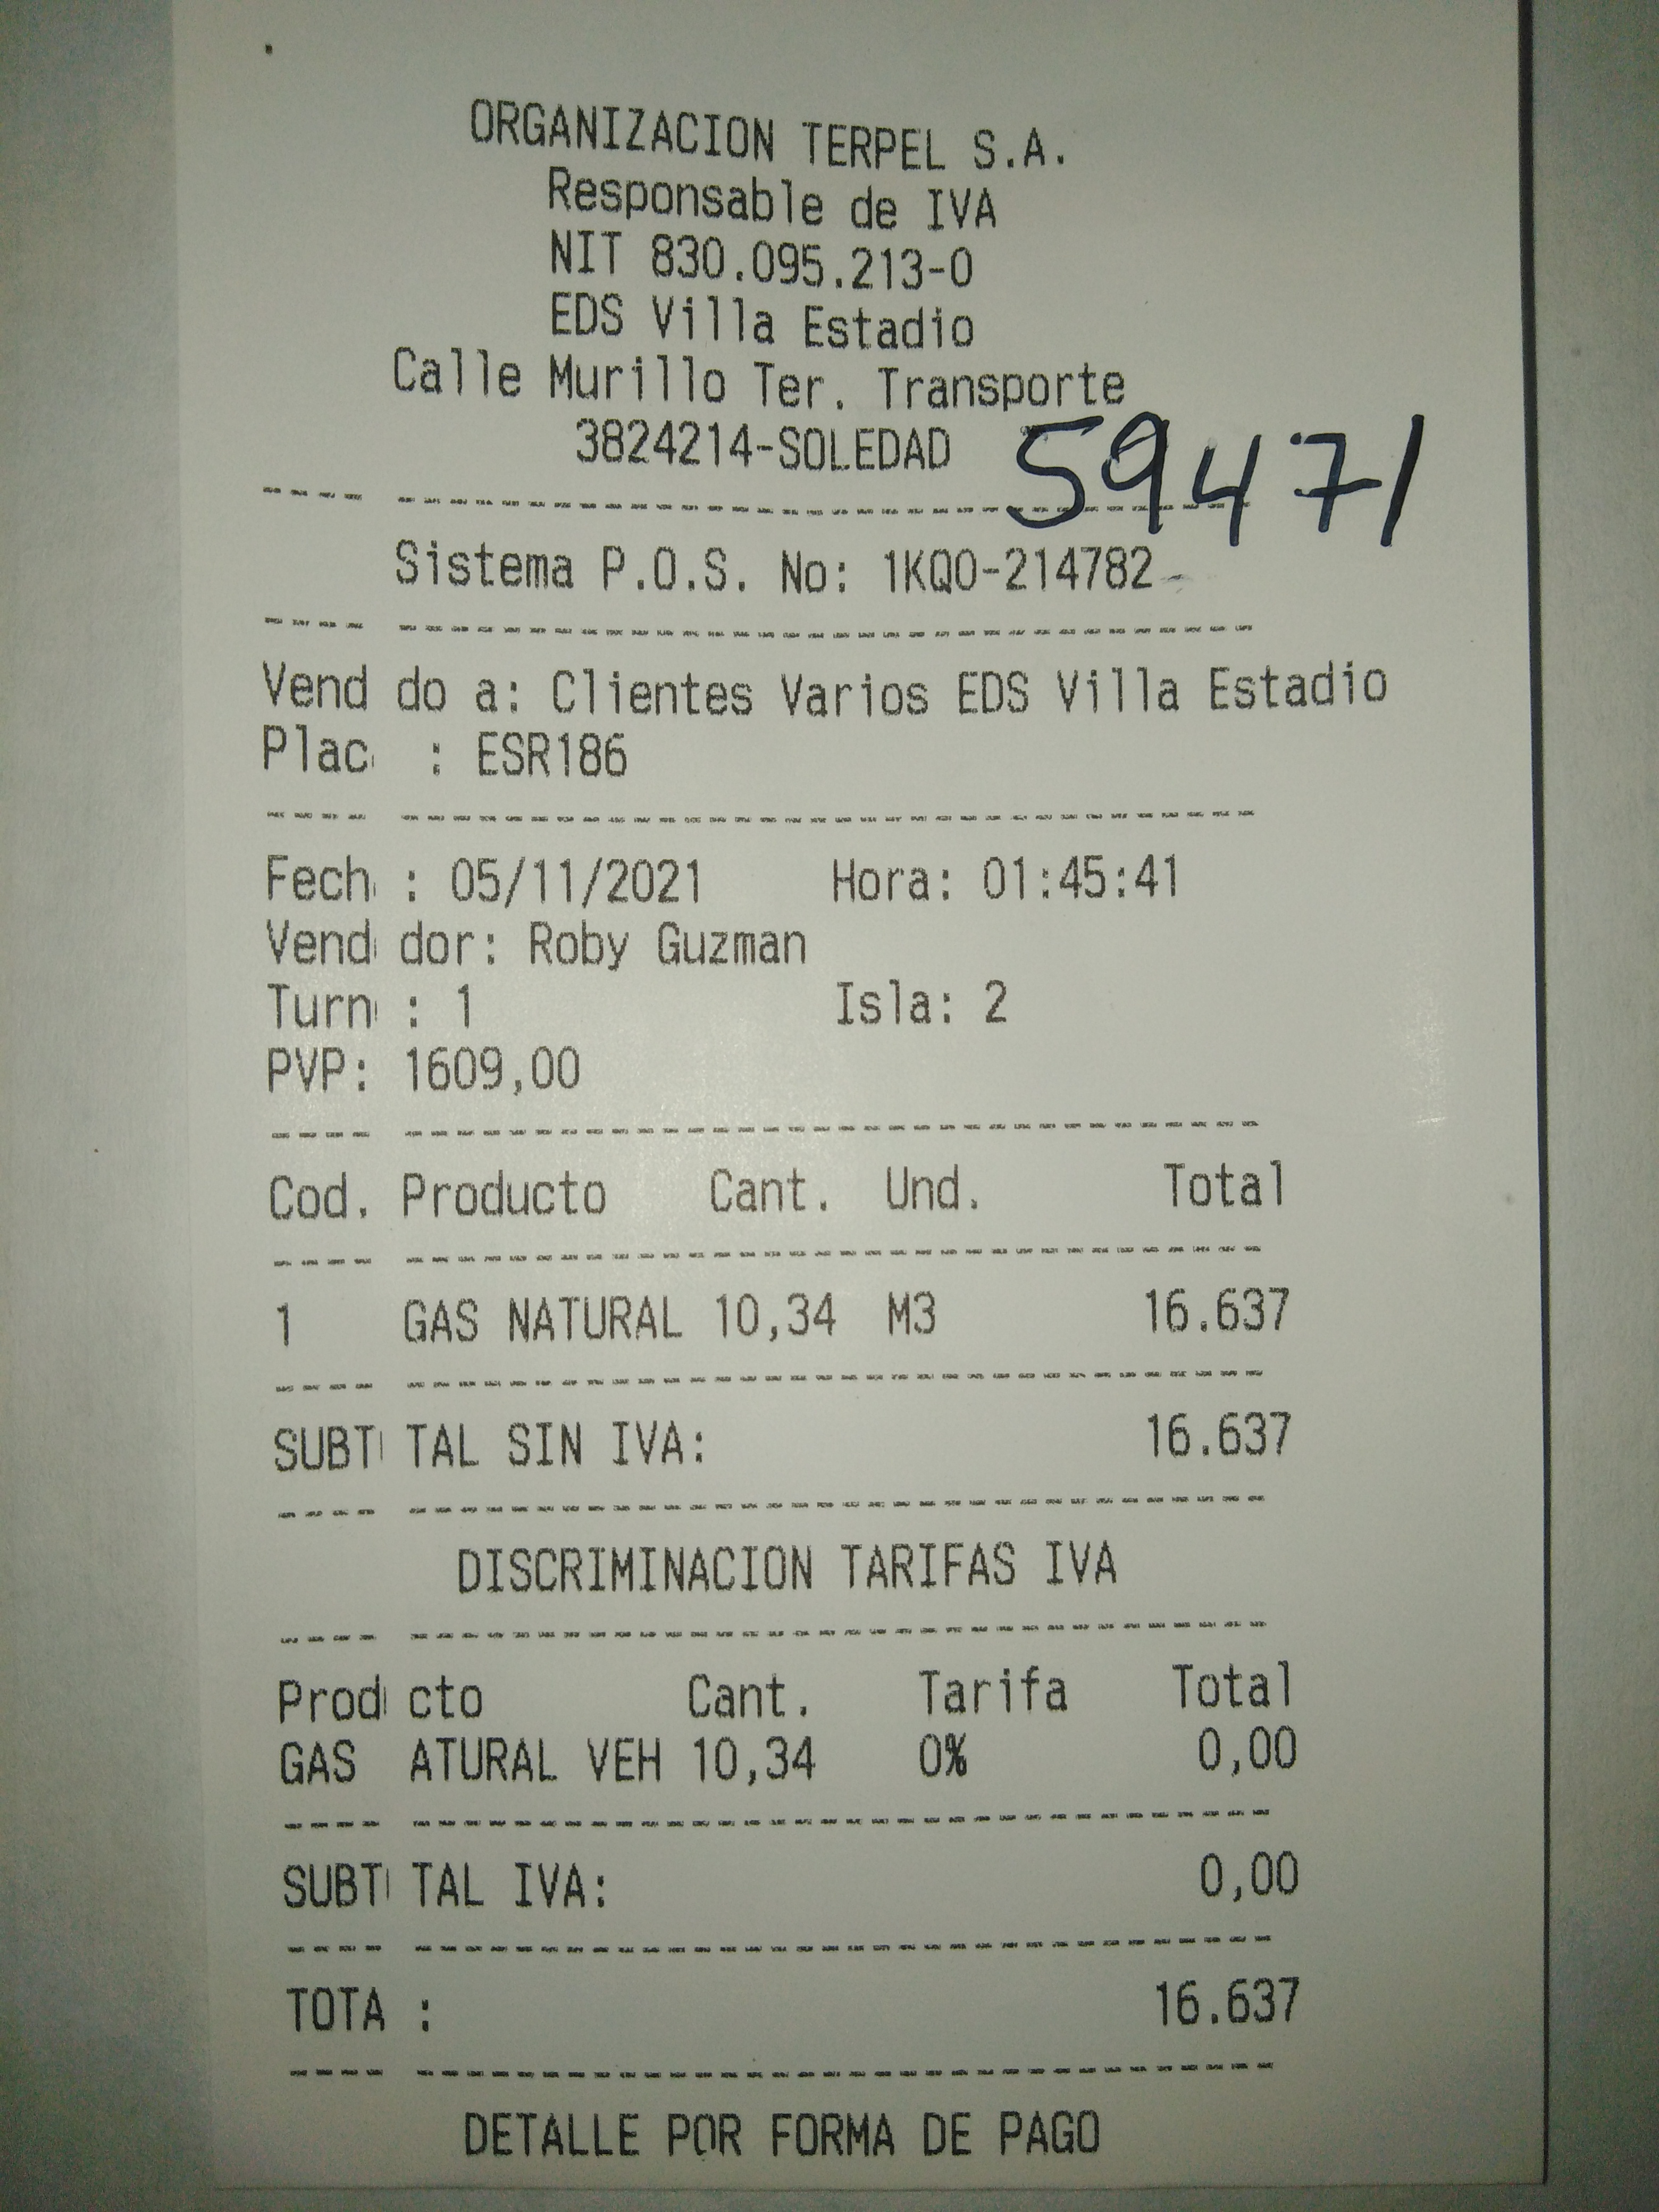 ORGANIZACION TERPEL S.A.
Responsable de IVA
NIT 830.095.213-0
EDS Villa Estadio
Calle Murillo Ter. Transporte
3824214-SOLEDAD 59471
Sistema P.O.S. No: 1KQ0-214782
Vend do a: Clientes Varios EDS Villa Estadio
Plac : ESR186
Fech : 05/11/2021 Hora: 01:45:41
Vend dor: Roby Guzman
Turn : 1 Isla: 2
PVP: 1609,00
Cod. Producto Cant. Und. Total
1 GAS NATURAL 10,34 M3 16.637
SUBT TAL SIN IVA: 16.637
DISCRIMINACION TARIFAS IVA
Prod cto Cant. Tarifa Total
GAS ATURAL VEH 10,34 0% 0,00
SUBT TAL IVA: 0,00
TOTA : 16.637
DETALLE POR FORMA DE PAGO